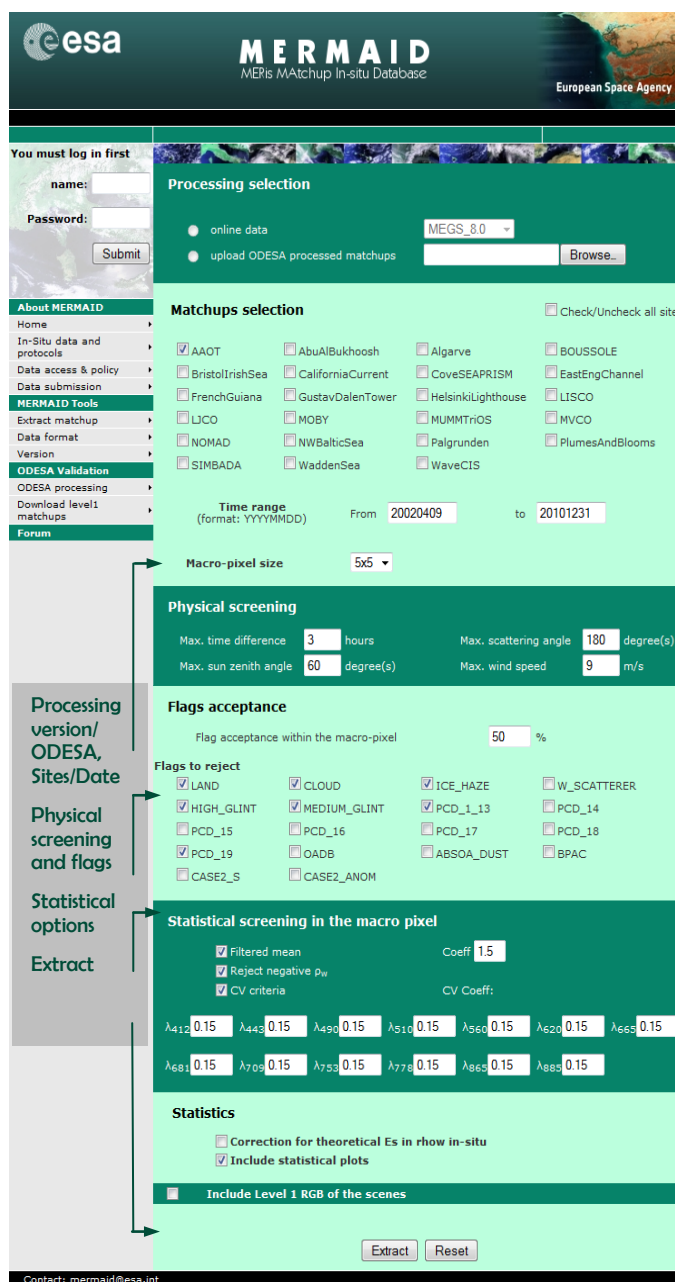 esa
MERMAID
MERis MAtchup In-situ Database
European Space Agency
You must log in first
name:
Password:
Submit
About MERMAID
Home
In-Situ data and protocols
Data access & policy
Data submission
MERMAID Tools
Extract matchup
Data format
Version
ODESA Validation
ODESA processing
Download level1 matchups
Forum
Processing version/ ODESA, Sites/Date
Physical screening and flags
Statistical options
Extract
Processing selection
online data MEGS_8.0
upload ODESA processed matchups Browse..
Matchups selection Check/Uncheck all site
AAOT AbuAlBukhoosh Algarve BOUSSOLE
BristolIrishSea CaliforniaCurrent CoveSEAPRISM EastEngChannel
FrenchGuiana GustavDalenTower HelsinkiLighthouse LISCO
LJCO MOBY MUMMTriOS MVCO
NOMAD NWBalticSea Palgrunden PlumesAndBlooms
SIMBADA WaddenSea WaveCIS
Time range
(format: YYYYMMDD) From 20020409 to 20101231
Macro-pixel size 5x5
Physical screening
Max. time difference 3 hours Max. scattering angle 180 degree(s)
Max. sun zenith angle 60 degree(s) Max. wind speed 9 m/s
Flags acceptance
Flag acceptance within the macro-pixel 50 %
Flags to reject
LAND CLOUD ICE_HAZE W_SCATTERER
HIGH_GLINT MEDIUM_GLINT PCD_1_13 PCD_14
PCD_15 PCD_16 PCD_17 PCD_18
PCD_19 OADB ABSOA_DUST BPAC
CASE2_S CASE2_ANOM
Statistical screening in the macro pixel
Filtered mean Coeff 1.5
Reject negative ρw
CV criteria CV Coeff:
λ412 0.15 λ443 0.15 λ490 0.15 λ510 0.15 λ560 0.15 λ620 0.15 λ665 0.15
λ681 0.15 λ709 0.15 λ753 0.15 λ778 0.15 λ865 0.15 λ885 0.15
Statistics
Correction for theoretical Es in rhow in-situ
Include statistical plots
Include Level 1 RGB of the scenes
Extract Reset
Contact: mermaid@esa.int